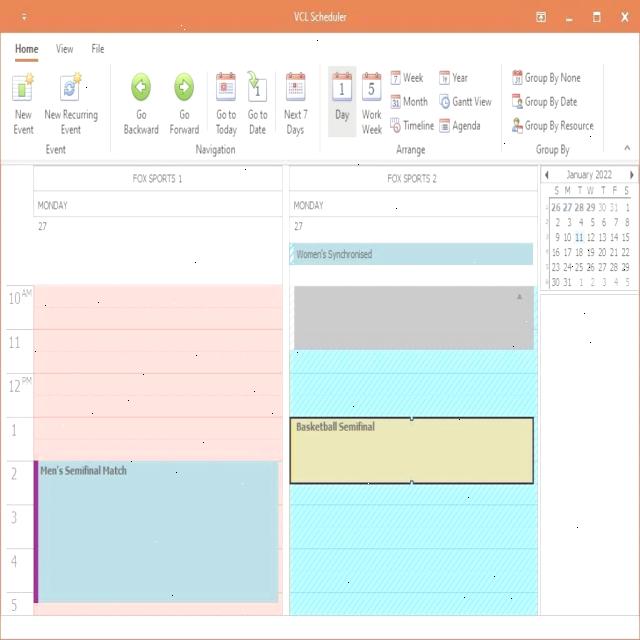 VCL Scheduler
Home View File
New Event
New Recurring Event
Event
Go Backward
Go Forward
Go to Today
Go to Date
Next 7 Days
Navigation
1 Day
5 Work Week
7 Week
31 Month
Timeline
Year
Gantt View
Agenda
Arrange
Group By None
Group By Date
Group By Resource
Group By
FOX SPORTS 1
MONDAY
27
FOX SPORTS 2
MONDAY
27
Women's Synchronised
10 AM
11
12 PM
1
Basketball Semifinal
2
Men's Semifinal Match
3
4
5
January 2022
S M T W T F S
26 27 28 29 30 31 1
2 3 4 5 6 7 8
9 10 11 12 13 14 15
16 17 18 19 20 21 22
23 24 25 26 27 28 29
30 31 1 2 3 4 5